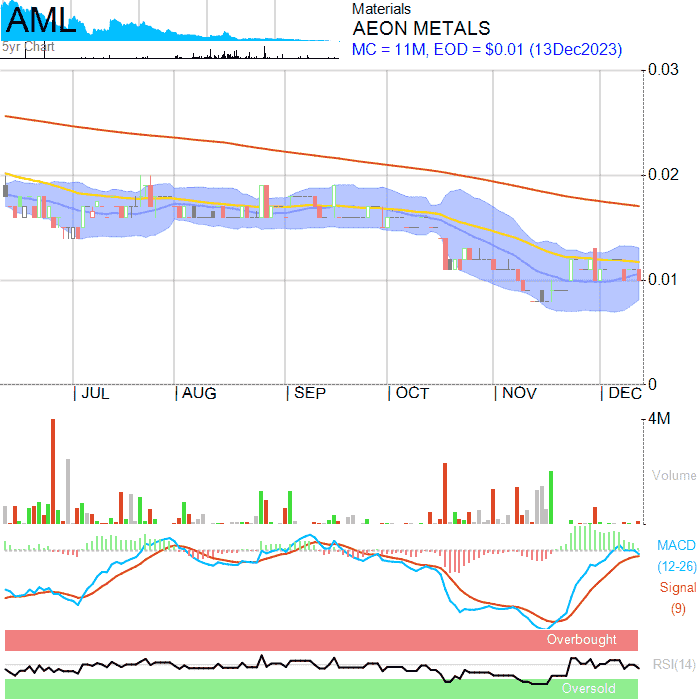 AML
5yr Chart
Materials
AEON METALS
MC = 11M, EOD = $0.01 (13Dec2023)
0.03
0.02
0.01
0
JUL AUG SEP OCT NOV DEC
4M
Volume
MACD
(12-26)
Signal
(9)
Overbought
RSI(14)
Oversold